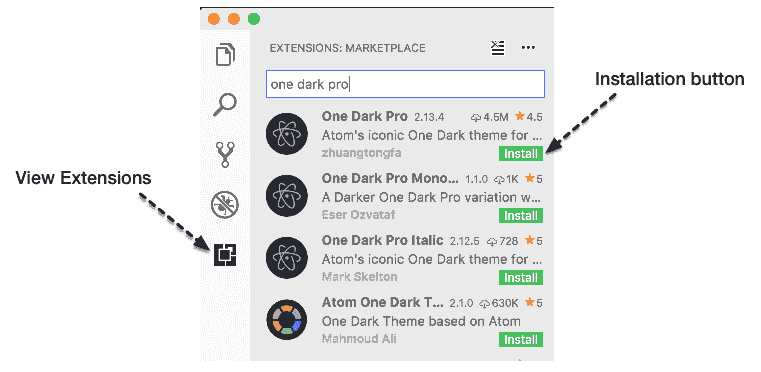 EXTENSIONS: MARKETPLACE
one dark pro
Installation button
One Dark Pro 2.13.4 4.5M 4.5
Atom's iconic One Dark theme for ...
zhuangtongfa Install
View Extensions
One Dark Pro Mono... 1.1.0 1K 5
A Darker One Dark Pro variation w...
Eser Ozvataf Install
One Dark Pro Italic 2.12.5 728 5
Atom's iconic One Dark theme for ...
Mark Skelton Install
Atom One Dark T... 2.1.0 630K 5
One Dark Theme based on Atom
Mahmoud Ali Install